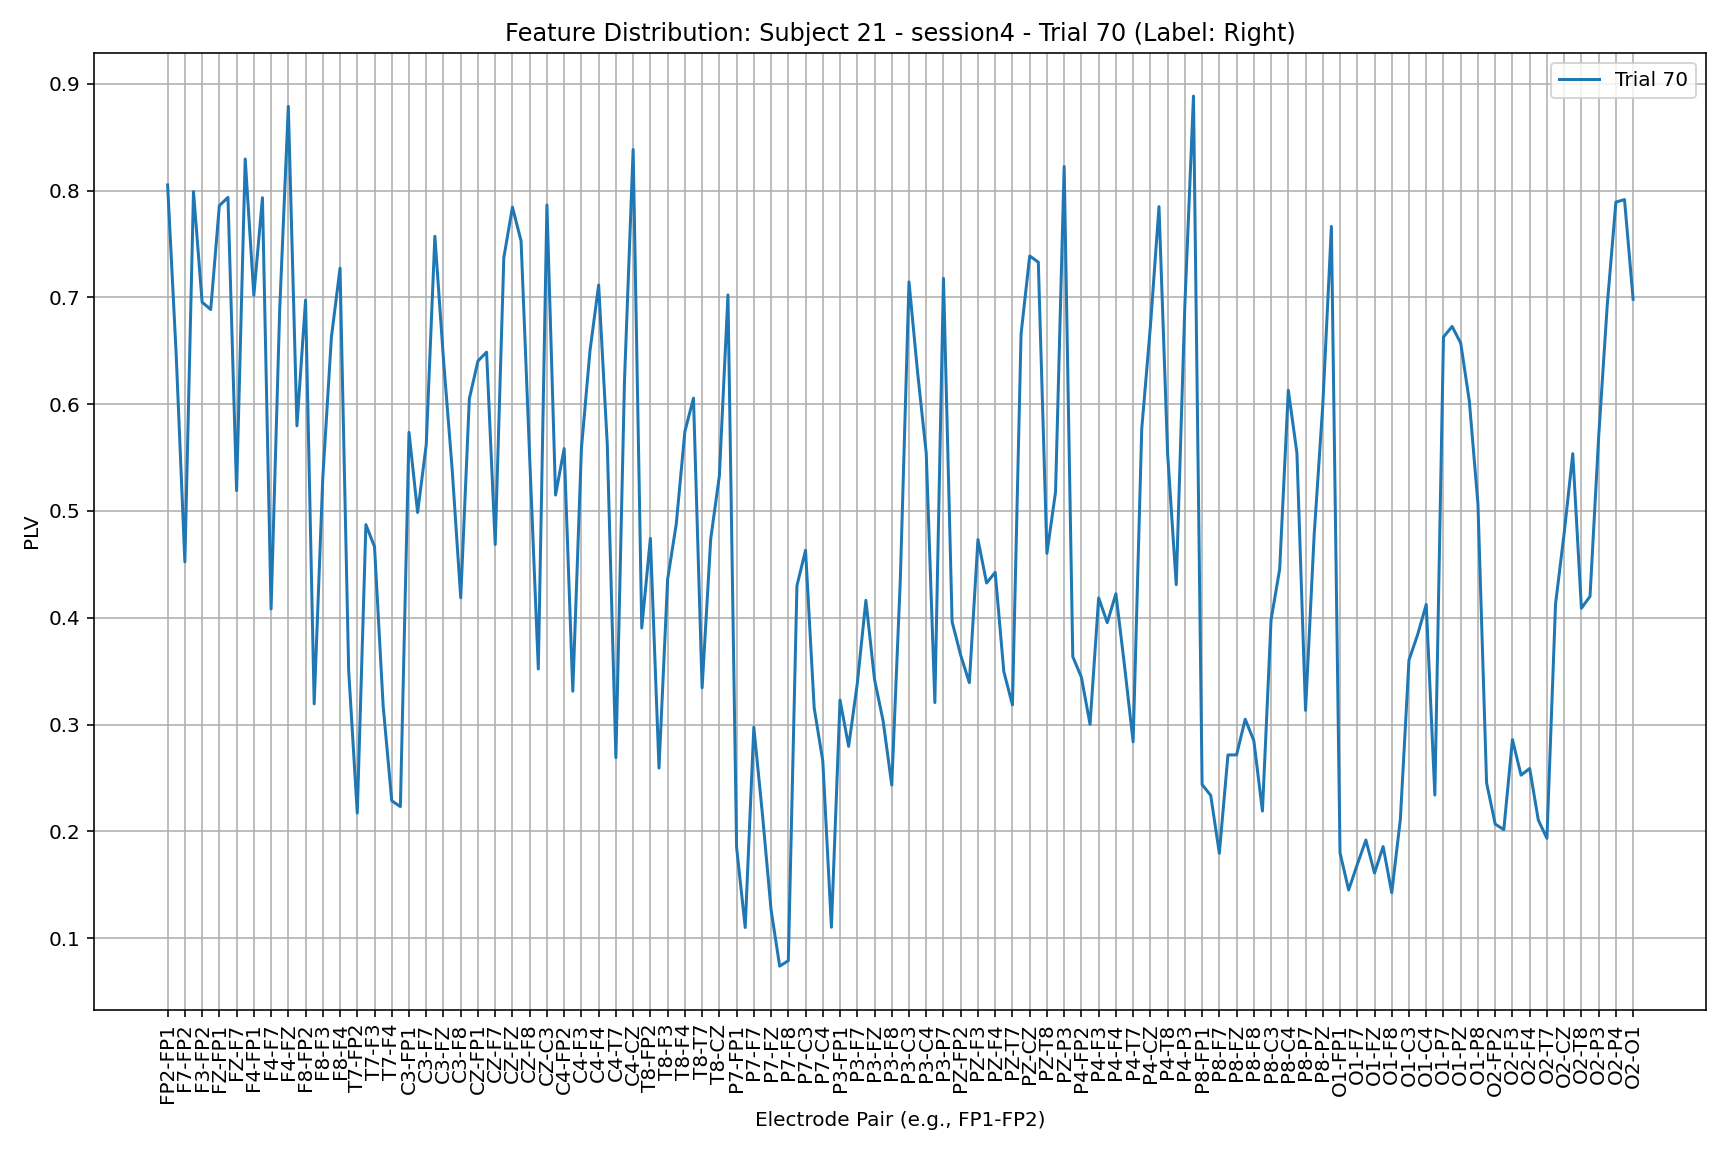 Feature Distribution: Subject 21 - session4 - Trial 70 (Label: Right)
Trial 70
PLV
0.9
0.8
0.7
0.6
0.5
0.4
0.3
0.2
0.1
FP2-FP1
F7-FP2
F3-FP2
FZ-FP1
FZ-F7
F4-FP1
F4-F7
F4-FZ
F8-FP2
F8-F3
F8-F4
T7-FP2
T7-F3
T7-F4
C3-FP1
C3-F7
C3-FZ
C3-F8
CZ-FP1
CZ-F7
CZ-FZ
CZ-F8
CZ-C3
C4-FP2
C4-F3
C4-F4
C4-T7
C4-CZ
T8-FP2
T8-F3
T8-F4
T8-T7
T8-CZ
P7-FP1
P7-F7
P7-FZ
P7-F8
P7-C3
P7-C4
P3-FP1
P3-F7
P3-FZ
P3-F8
P3-C3
P3-C4
P3-P7
PZ-FP2
PZ-F3
PZ-F4
PZ-T7
PZ-CZ
PZ-T8
PZ-P3
P4-FP2
P4-F3
P4-F4
P4-T7
P4-CZ
P4-T8
P4-P3
P8-FP1
P8-F7
P8-FZ
P8-F8
P8-C3
P8-C4
P8-P7
P8-PZ
O1-FP1
O1-F7
O1-FZ
O1-F8
O1-C3
O1-C4
O1-P7
O1-PZ
O1-P8
O2-FP2
O2-F3
O2-F4
O2-T7
O2-CZ
O2-T8
O2-P3
O2-P4
O2-O1
Electrode Pair (e.g., FP1-FP2)